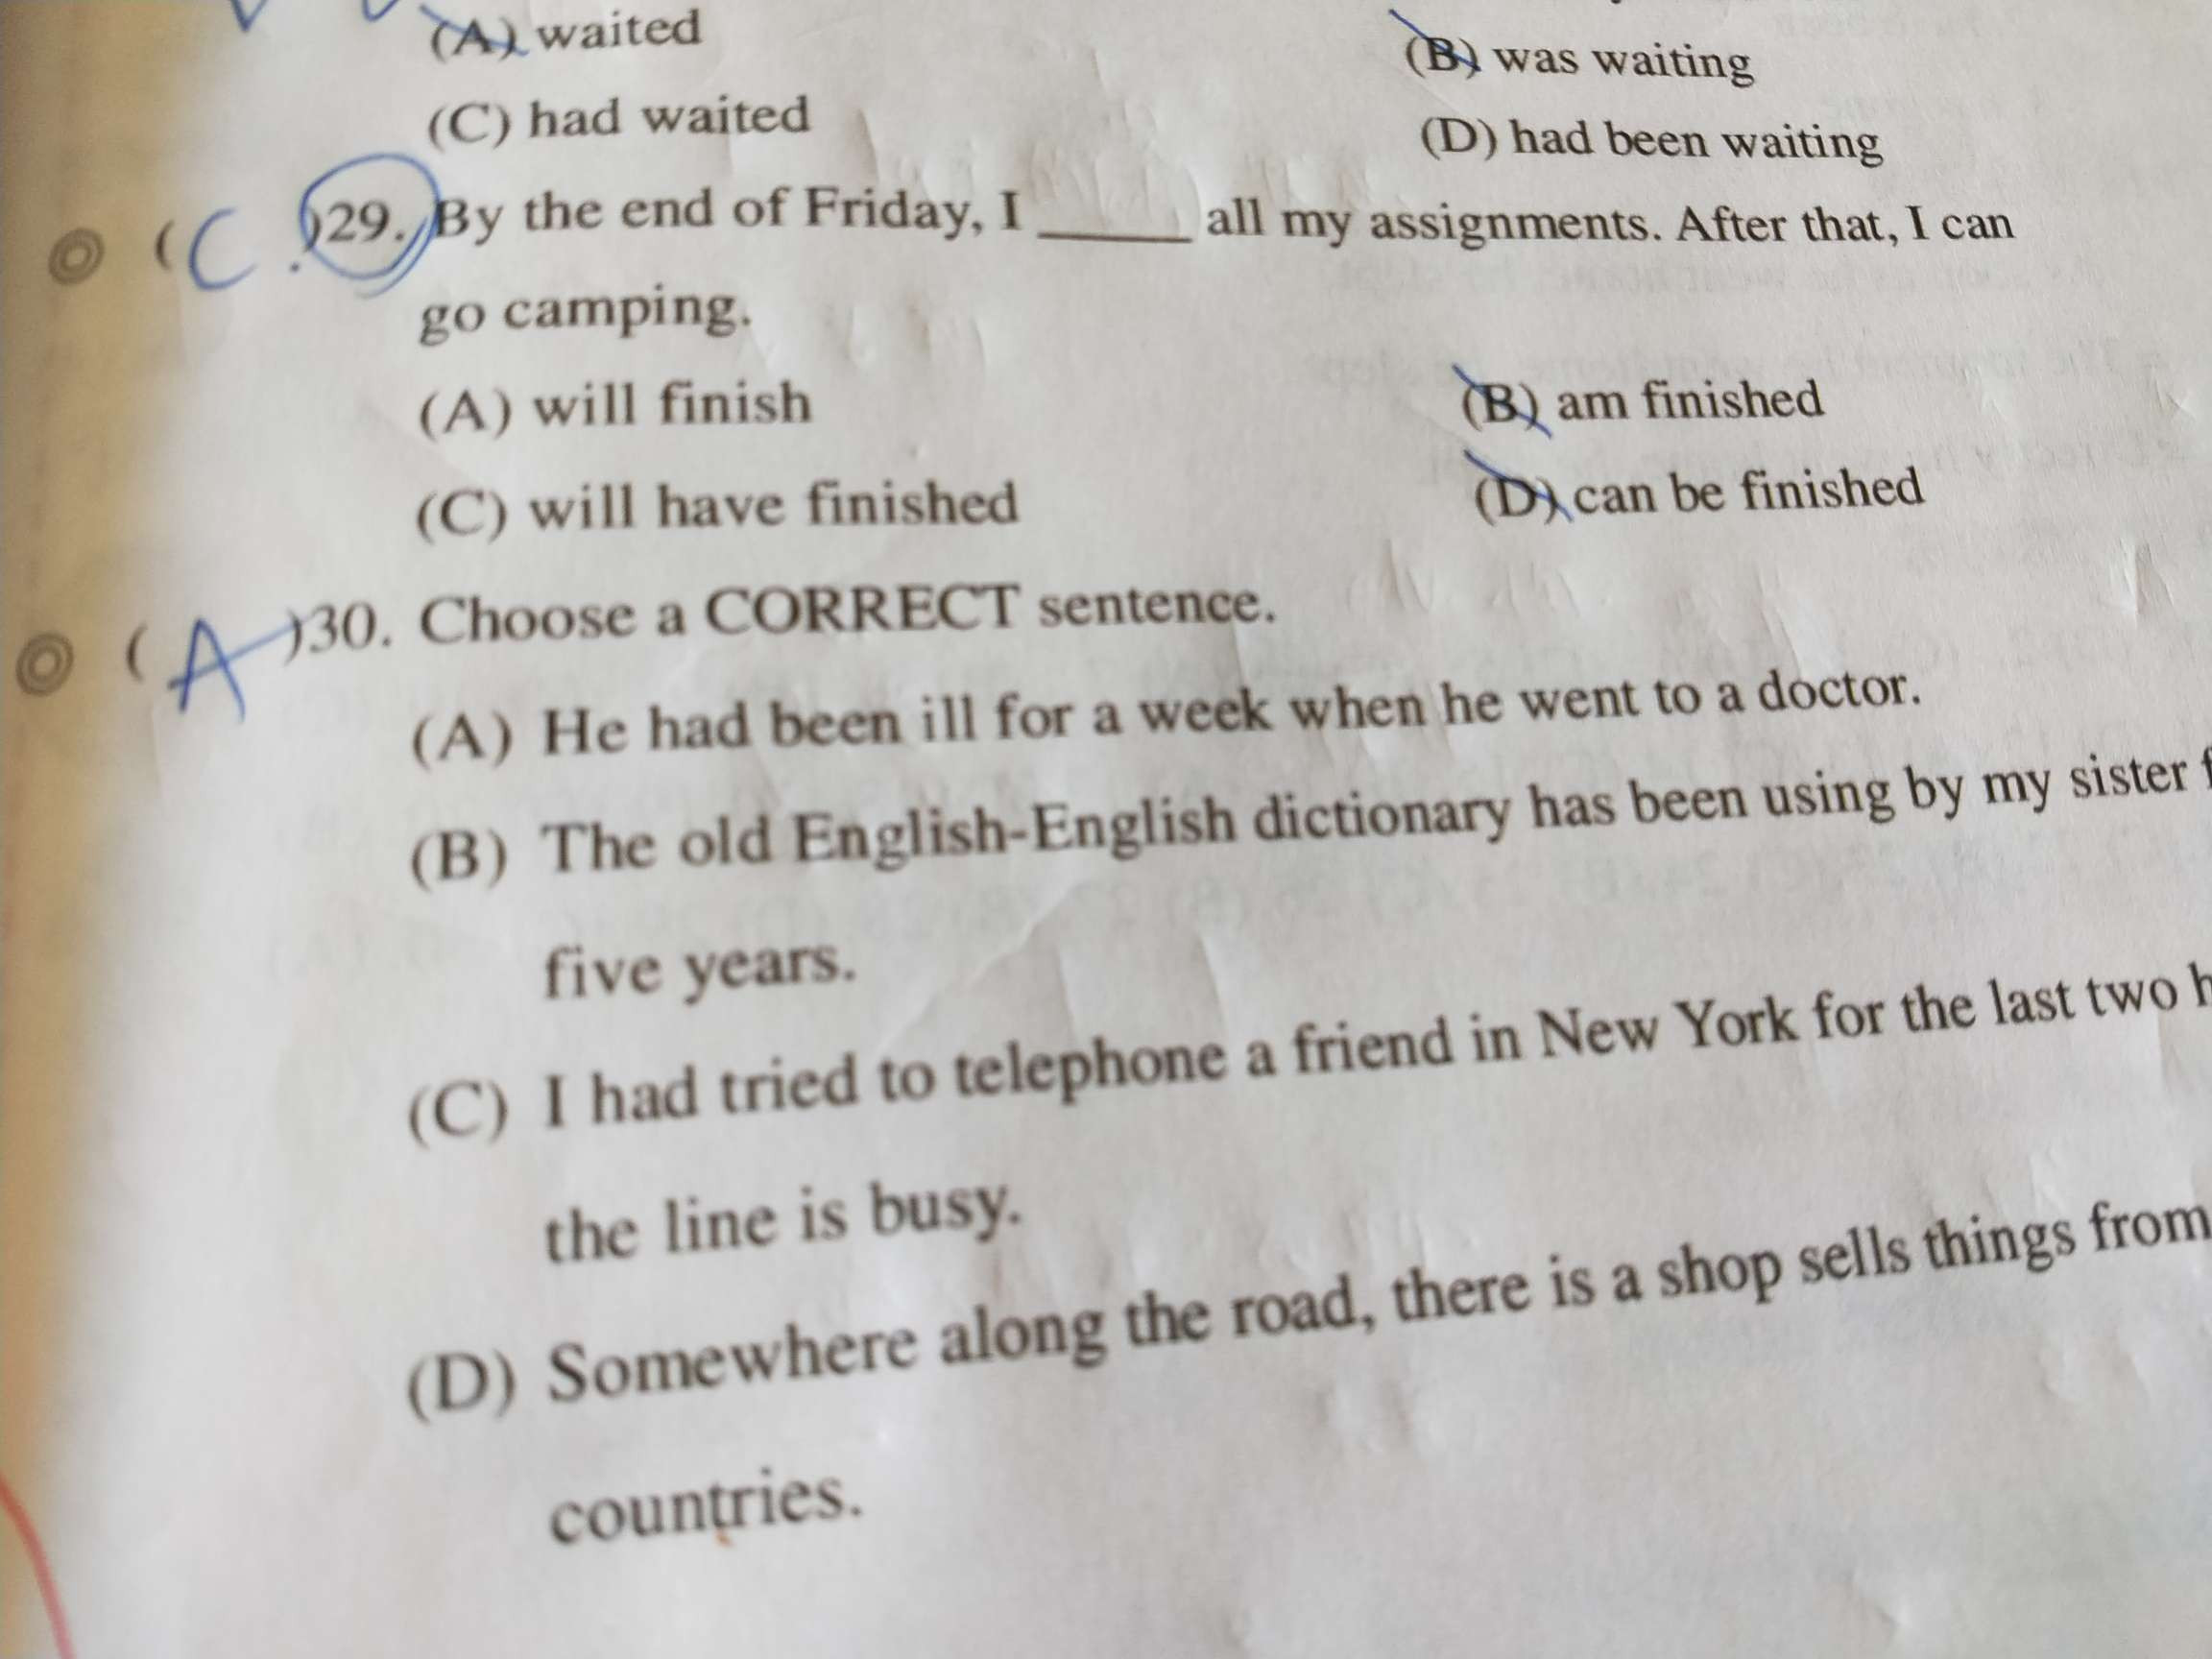 (A) waited (B) was waiting
(C) had waited (D) had been waiting
(C.)29. By the end of Friday, I _____ all my assignments. After that, I can
go camping.
(A) will finish (B) am finished
(C) will have finished (D) can be finished
(A)30. Choose a CORRECT sentence.
(A) He had been ill for a week when he went to a doctor.
(B) The old English-English dictionary has been using by my sister
five years.
(C) I had tried to telephone a friend in New York for the last two
the line is busy.
(D) Somewhere along the road, there is a shop sells things from
countries.